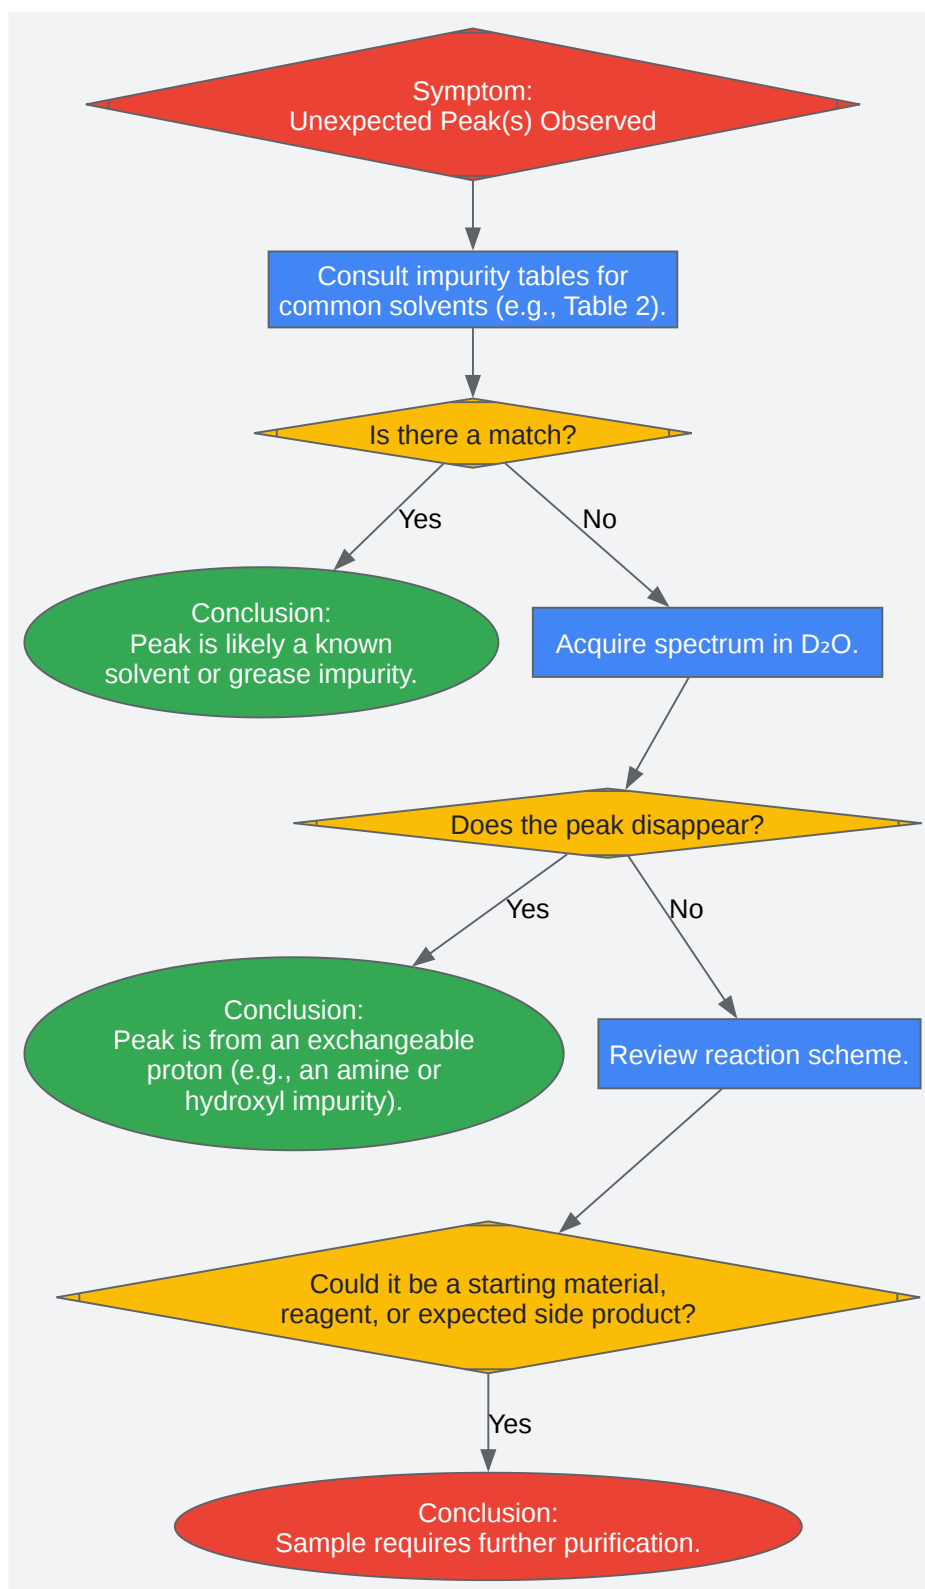 Symptom:
Unexpected Peak(s) Observed
Consult impurity tables for
common solvents (e.g., Table 2).
Is there a match?
Yes
No
Conclusion:
Peak is likely a known
solvent or grease impurity.
Acquire spectrum in D₂O.
Does the peak disappear?
Yes
No
Conclusion:
Peak is from an exchangeable
proton (e.g., an amine or
hydroxyl impurity).
Review reaction scheme.
Could it be a starting material,
reagent, or expected side product?
Yes
Conclusion:
Sample requires further purification.